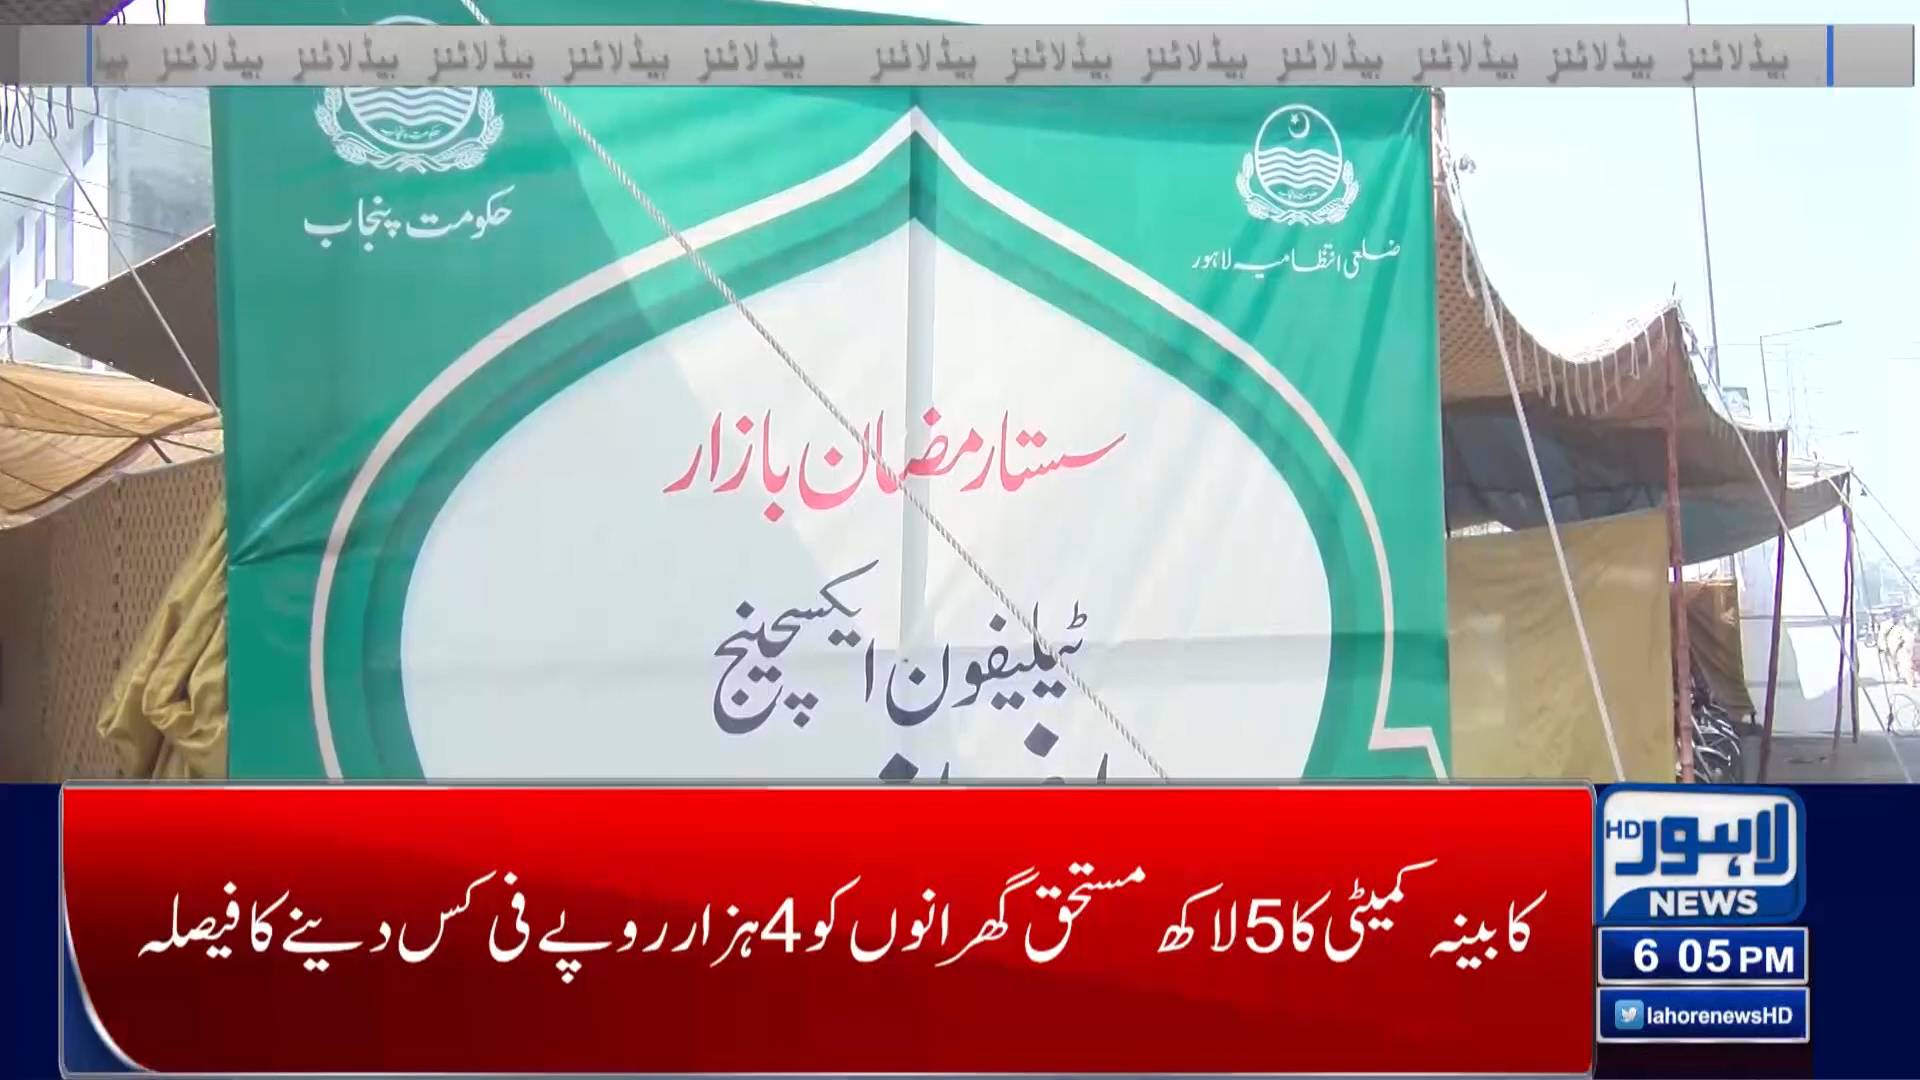 ہیڈلائنز ہیڈلائنز ہیڈلائنز ہیڈلائنز ہیڈلائنز ہیڈلائنز ہیڈلائنز ہیڈلائنز ہیڈلائنز ہیڈلائنز ہیڈلائنز ہیڈلائنز ہیڈ
حکومت پنجاب
ضلعی انتظامیہ لاہور
سستا رمضان بازار
ٹیلیفون ایکسچینج
کابینہ کمیٹی کا 5 لاکھ مستحق گھرانوں کو 4 ہزار روپے فی کس دینے کا فیصلہ
لاہور HD
NEWS
6 05 PM
lahorenewsHD